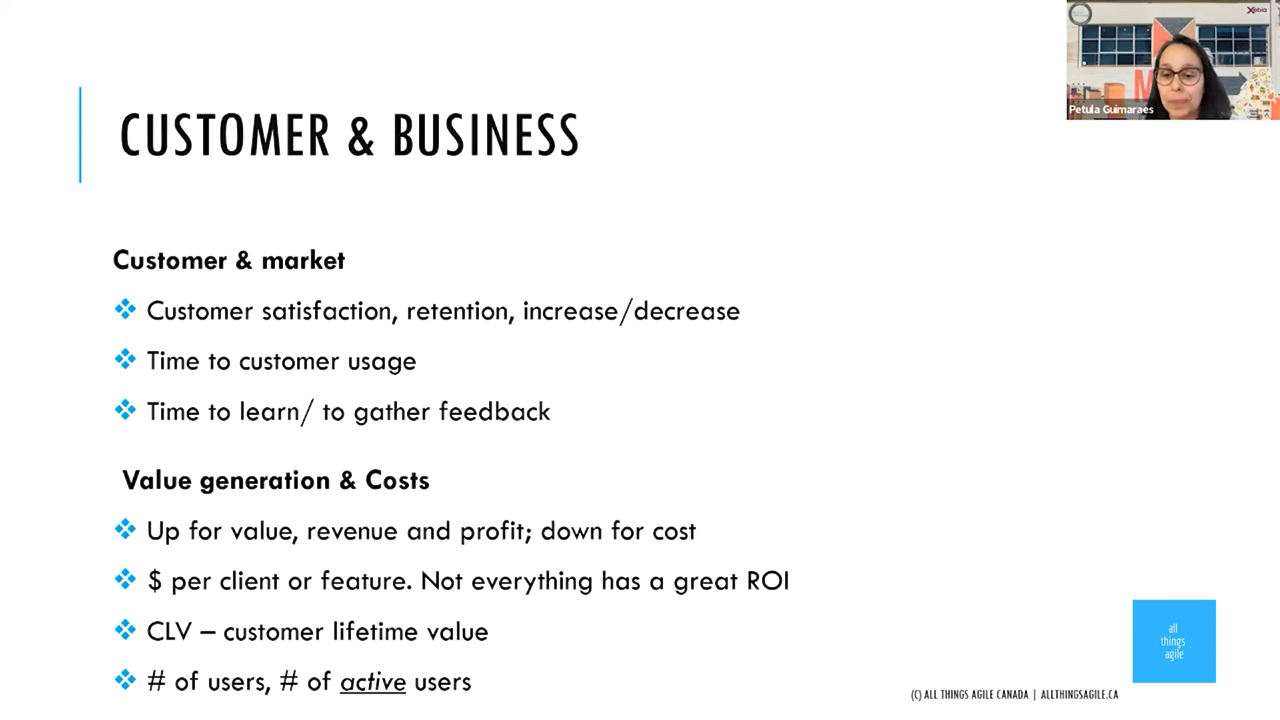 CUSTOMER & BUSINESS
Customer & market
Customer satisfaction, retention, increase/decrease
Time to customer usage
Time to learn/ to gather feedback
Value generation & Costs
Up for value, revenue and profit; down for cost
$ per client or feature. Not everything has a great ROI
CLV – customer lifetime value
# of users, # of active users
Xebia
Petula Guimaraes
all
things
agile
(C) ALL THINGS AGILE CANADA | ALLTHINGSAGILE.CA